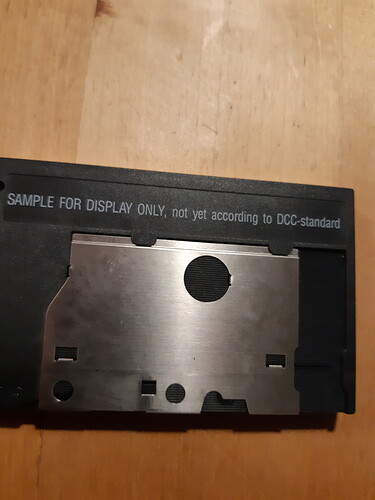 SAMPLE FOR DISPLAY ONLY, not yet according to DCC-standard